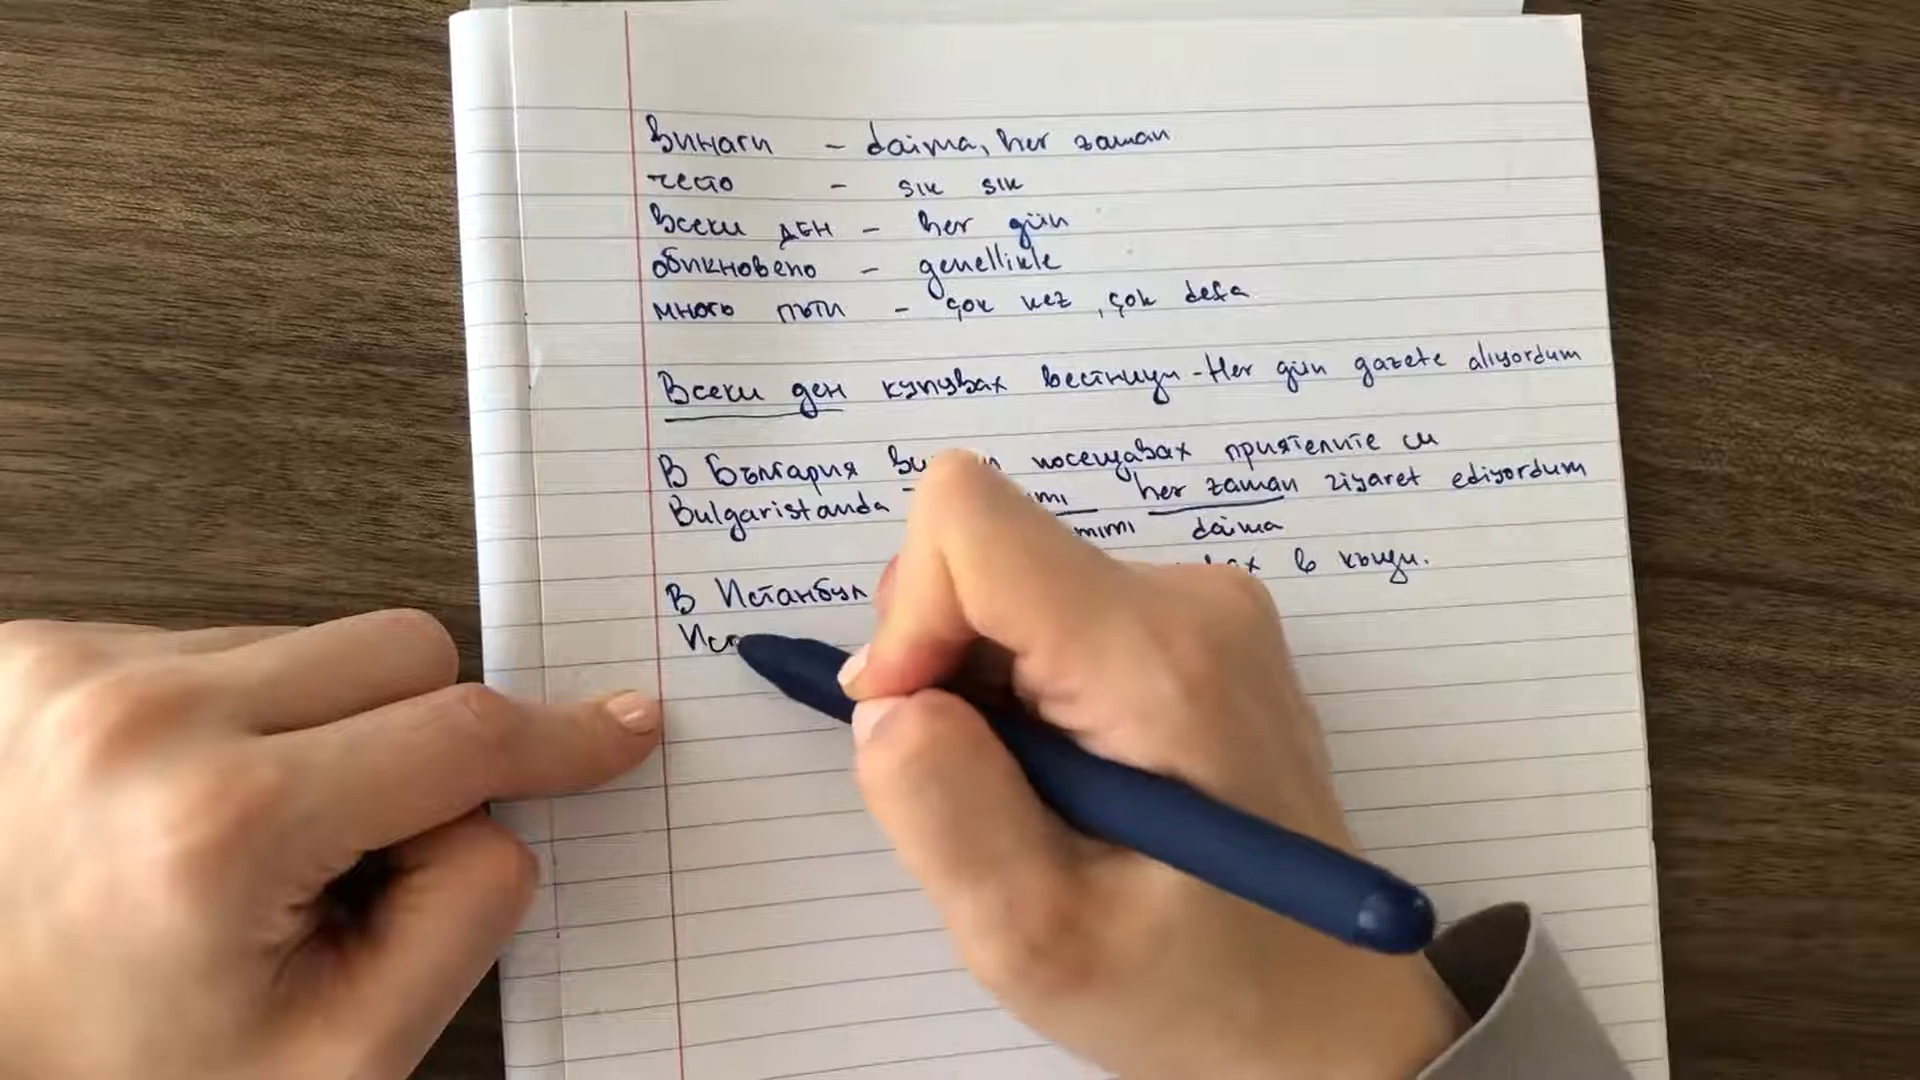 Винаги - daima, her zaman
често - sık sık
Всеки ДЕН - her gün
обикновено - genellikle
много пъти - çok kez, çok defa
Всеки ден купувах вестници - Her gün gazete alıyordum
В България посещавах приятелите си
Bulgaristanda her zaman ziyaret ediyordum
daima
В Истанбул в къщи.